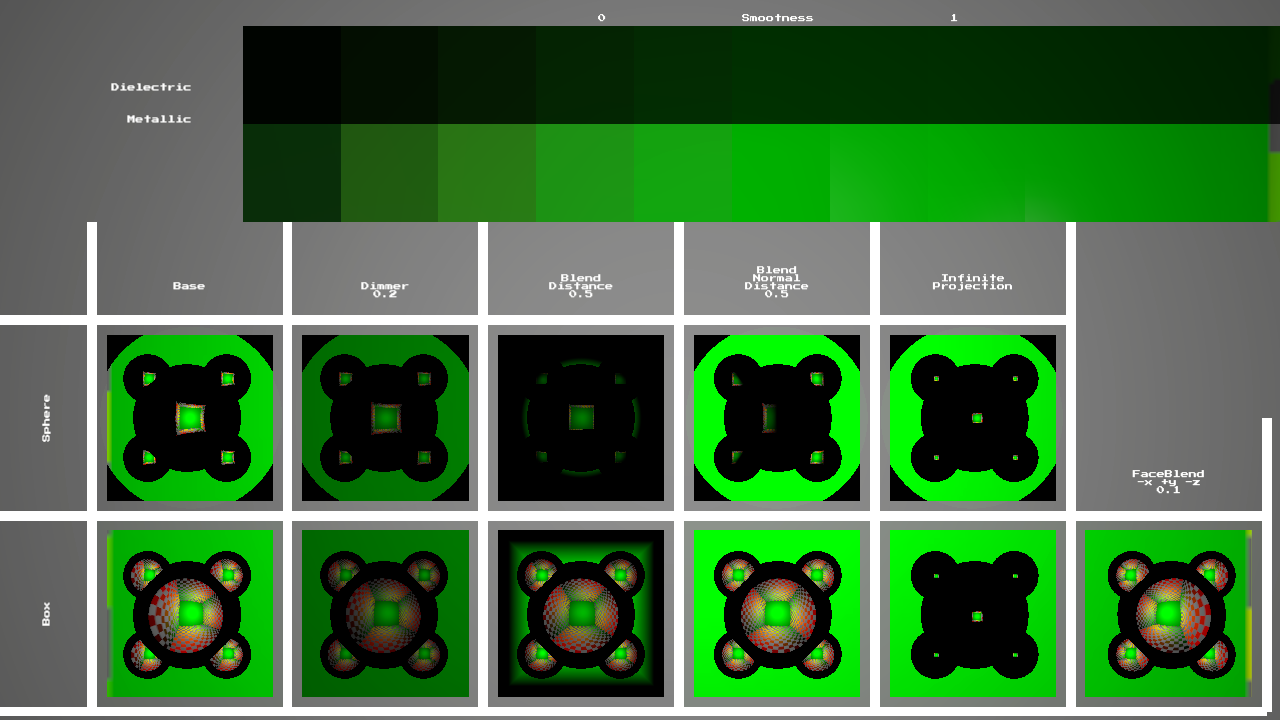 0 Smootness 1
Dielectric
Metallic
Base
Dimmer
0.2
Blend
Distance
0.5
Blend
Normal
Distance
0.5
Infinite
Projection
Sphere
FaceBlend
-x +y -z
0.1
Box